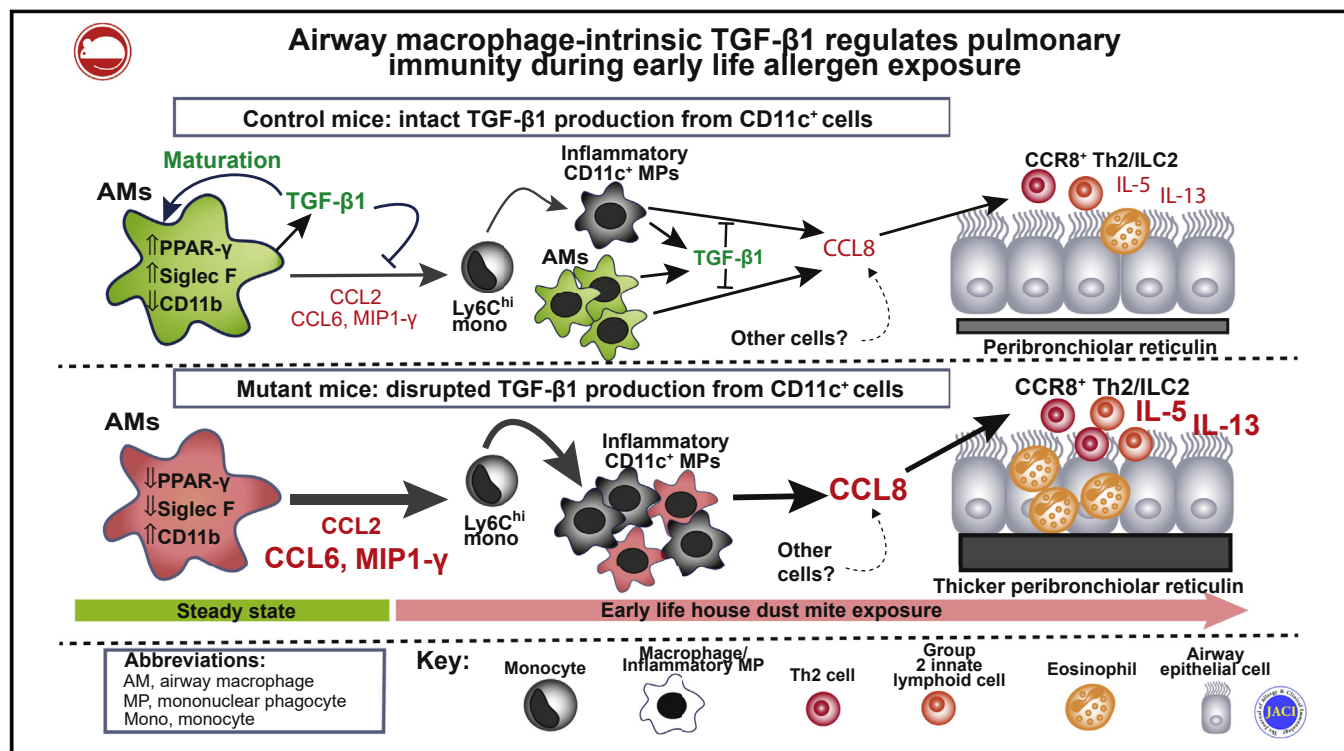 Airway macrophage-intrinsic TGF-β1 regulates pulmonary
immunity during early life allergen exposure
Control mice: intact TGF-β1 production from CD11c⁺ cells
Maturation
AMs
TGF-β1
⇑PPAR-γ
⇑Siglec F
⇓CD11b
CCL2
CCL6, MIP1-γ
Ly6Cʰⁱ
mono
Inflammatory
CD11c⁺ MPs
AMs
TGF-β1
CCL8
Other cells?
CCR8⁺ Th2/ILC2
IL-5
IL-13
Peribronchiolar reticulin
Mutant mice: disrupted TGF-β1 production from CD11c⁺ cells
AMs
⇓PPAR-γ
⇓Siglec F
⇑CD11b
CCL2
CCL6, MIP1-γ
Ly6Cʰⁱ
mono
Inflammatory
CD11c⁺ MPs
CCL8
Other
cells?
CCR8⁺ Th2/ILC2
IL-5
IL-13
Thicker peribronchiolar reticulin
Steady state
Early life house dust mite exposure
Abbreviations:
AM, airway macrophage
MP, mononuclear phagocyte
Mono, monocyte
Key:
Monocyte
Macrophage/
Inflammatory MP
Th2 cell
Group
2 innate
lymphoid cell
Eosinophil
Airway
epithelial cell
JACI